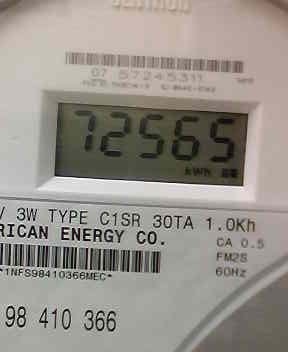 07 57245311
72565
kWh
V 3W TYPE C1SR 30TA 1.0Kh
RICAN ENERGY CO.
CA 0.5
FM2S
60Hz
*1NFS98410366MEC*
98 410 366